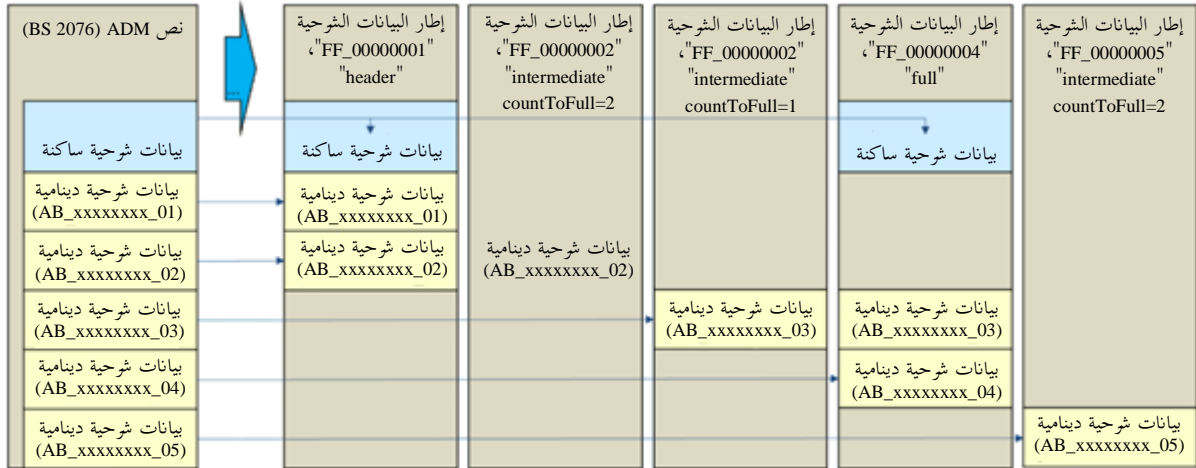 نص ADM (BS 2076)
بيانات شرحية ساكنة
بيانات شرحية دينامية
(AB_xxxxxxxx_01)
بيانات شرحية دينامية
(AB_xxxxxxxx_02)
بيانات شرحية دينامية
(AB_xxxxxxxx_03)
بيانات شرحية دينامية
(AB_xxxxxxxx_04)
بيانات شرحية دينامية
(AB_xxxxxxxx_05)
إطار البيانات الشرحية
"FF_00000001"،
"header"
بيانات شرحية ساكنة
بيانات شرحية دينامية
(AB_xxxxxxxx_01)
بيانات شرحية دينامية
(AB_xxxxxxxx_02)
إطار البيانات الشرحية
"FF_00000002"،
"intermediate"
countToFull=2
بيانات شرحية دينامية
(AB_xxxxxxxx_02)
إطار البيانات الشرحية
"FF_00000002"،
"intermediate"
countToFull=1
بيانات شرحية دينامية
(AB_xxxxxxxx_03)
إطار البيانات الشرحية
"FF_00000004"،
"full"
بيانات شرحية ساكنة
بيانات شرحية دينامية
(AB_xxxxxxxx_03)
بيانات شرحية دينامية
(AB_xxxxxxxx_04)
إطار البيانات الشرحية
"FF_00000005"،
"intermediate"
countToFull=2
بيانات شرحية دينامية
(AB_xxxxxxxx_05)